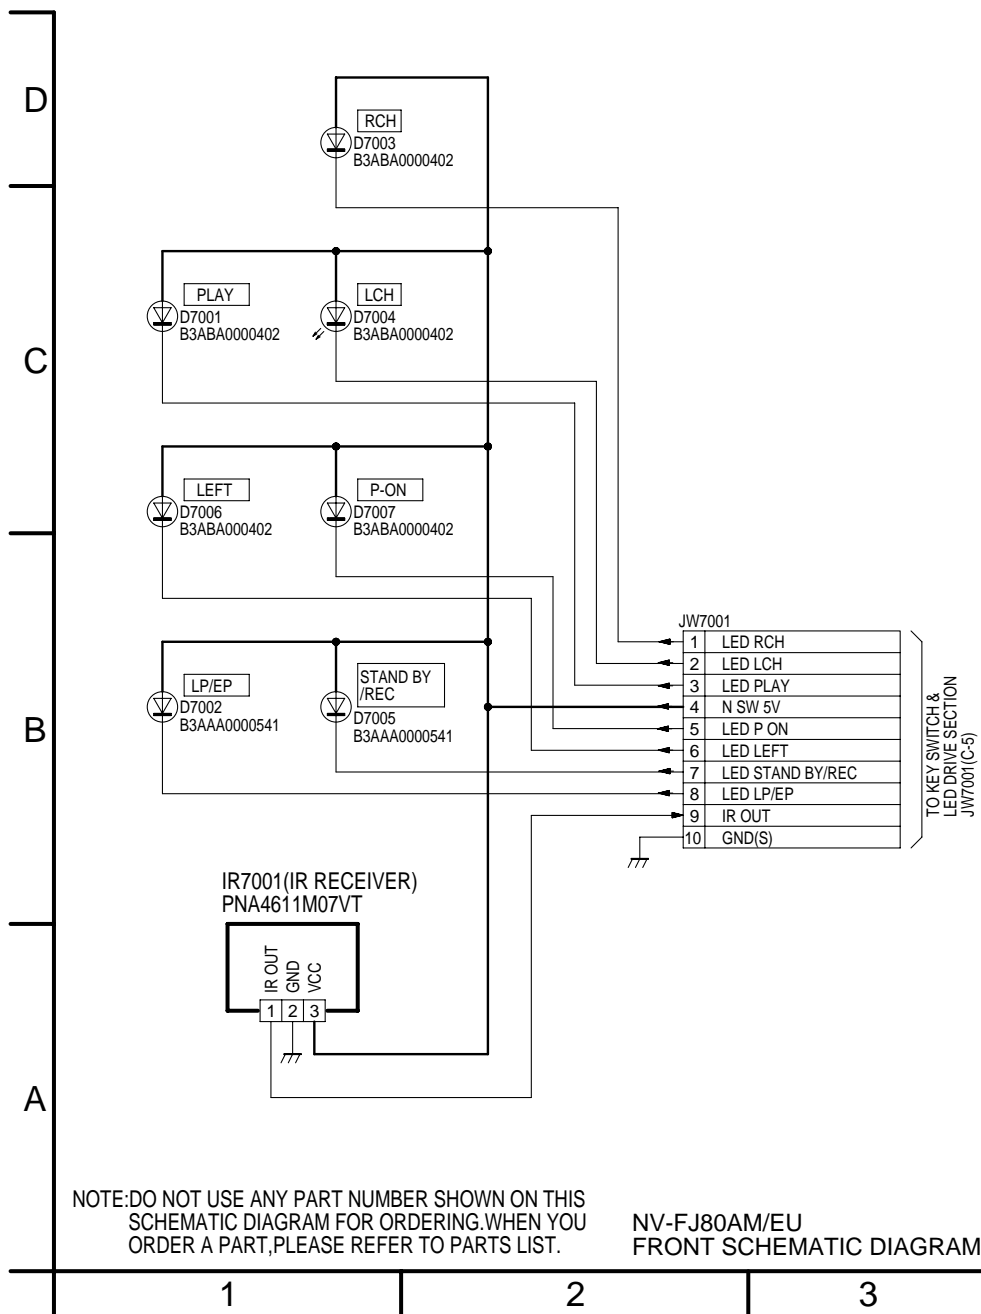 D
RCH
D7003
B3ABA0000402
PLAY
D7001
B3ABA0000402
LCH
D7004
B3ABA0000402
C
LEFT
D7006
B3ABA000402
P-ON
D7007
B3ABA0000402
LP/EP
D7002
B3AAA0000541
STAND BY
/REC
D7005
B3AAA0000541
B
JW7001
1 LED RCH
2 LED LCH
3 LED PLAY
4 N SW 5V
5 LED P ON
6 LED LEFT
7 LED STAND BY/REC
8 LED LP/EP
9 IR OUT
10 GND(S)
TO KEY SWITCH &
LED DRIVE SECTION
JW7001(C-5)
IR7001(IR RECEIVER)
PNA4611M07VT
IR OUT
GND
VCC
1 2 3
A
NOTE:DO NOT USE ANY PART NUMBER SHOWN ON THIS
SCHEMATIC DIAGRAM FOR ORDERING.WHEN YOU
ORDER A PART,PLEASE REFER TO PARTS LIST.
NV-FJ80AM/EU
FRONT SCHEMATIC DIAGRAM
1 2 3